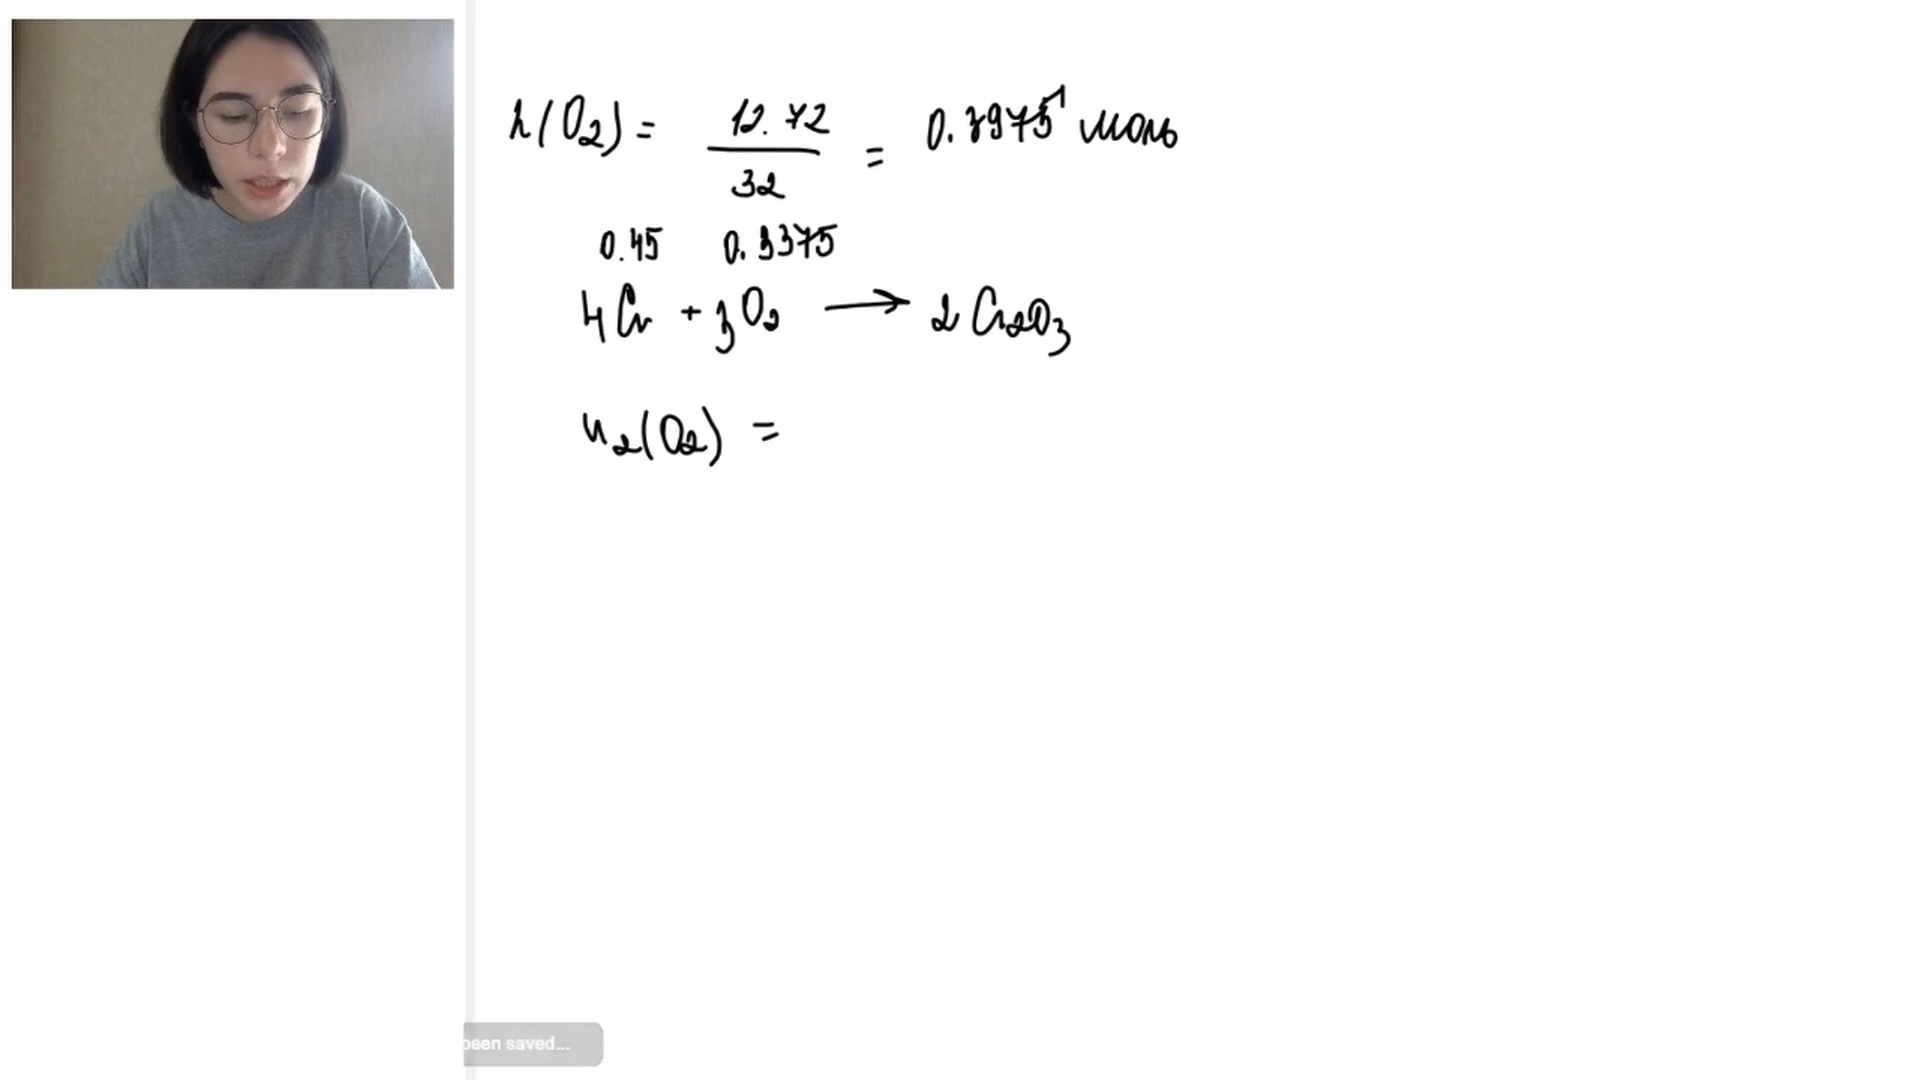 n(O₂) = 12.72 / 32 = 0.3975 моль
0.45 0.3375
4Cr + 3O₂ → 2Cr₂O₃
n₂(O₂) =
been saved...